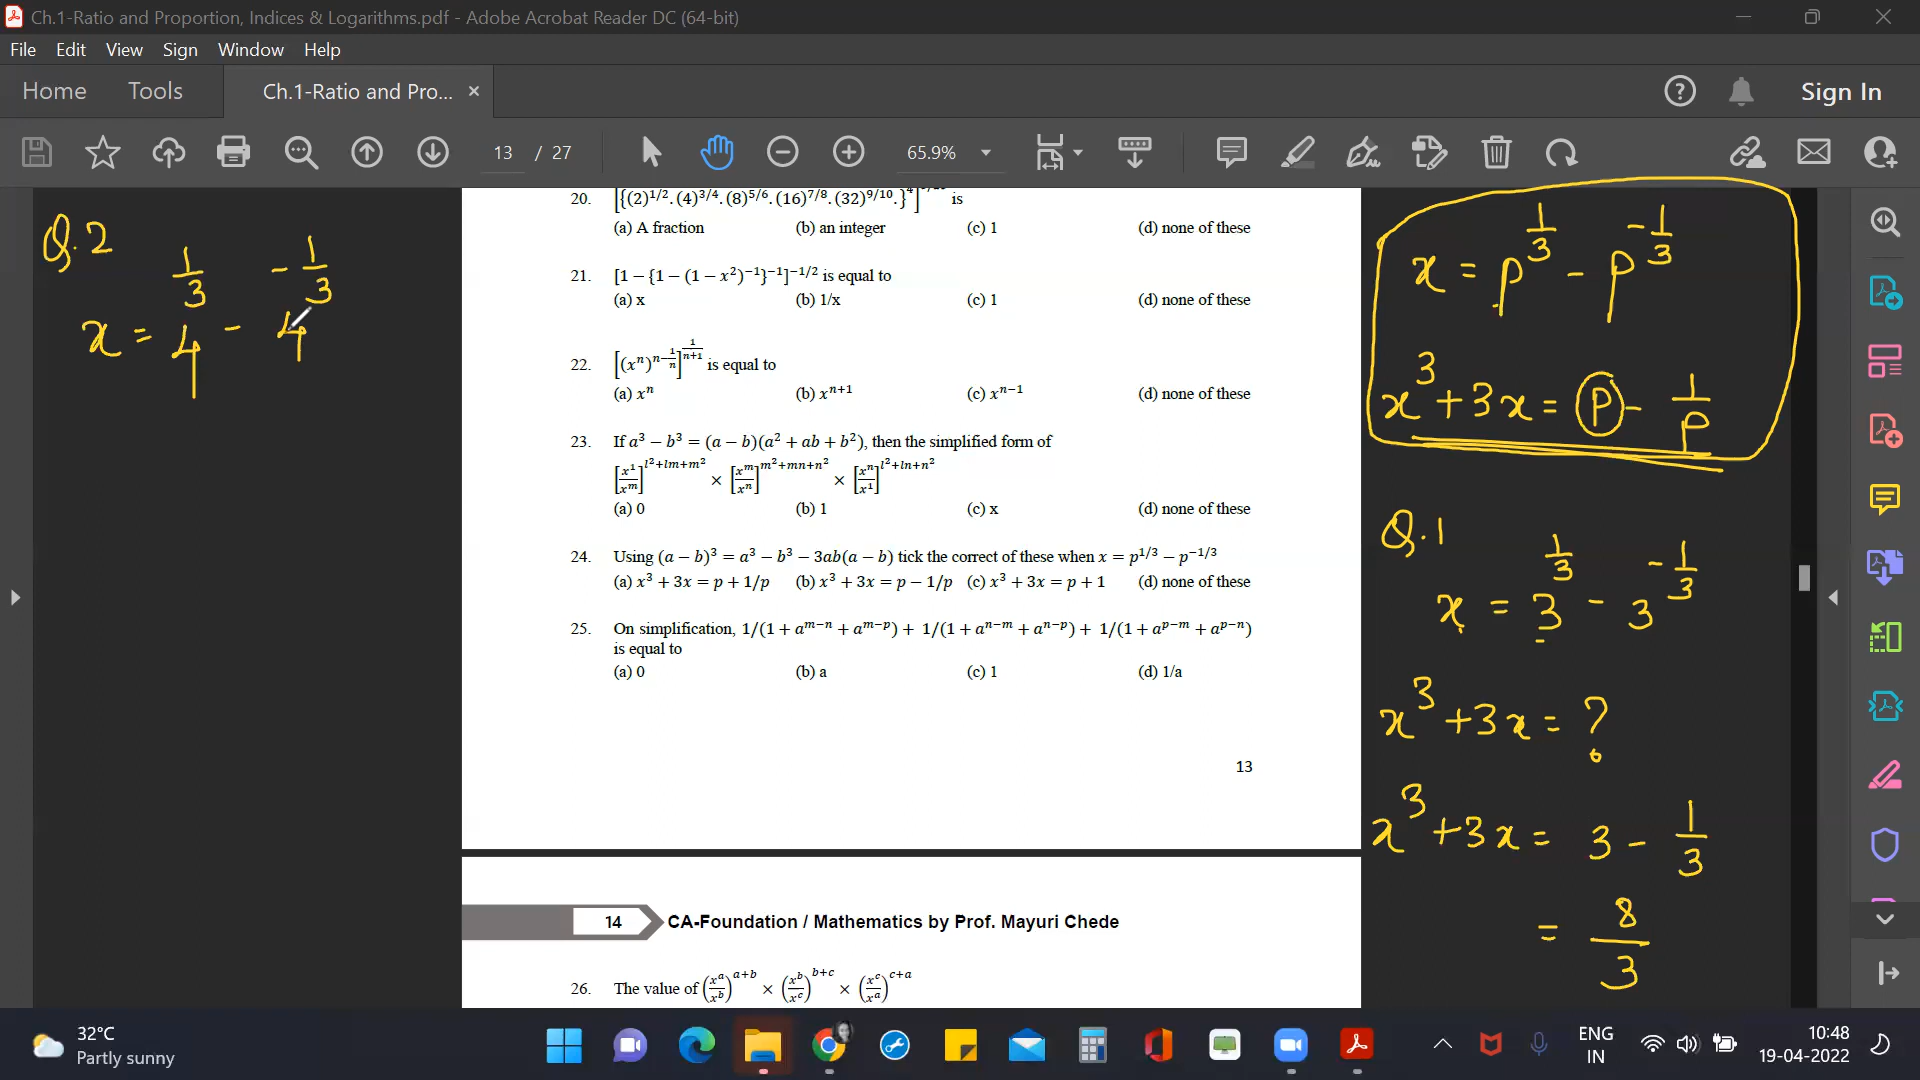 Ch.1-Ratio and Proportion, Indices & Logarithms.pdf - Adobe Acrobat Reader DC (64-bit)
File Edit View Sign Window Help
Home Tools Ch.1-Ratio and Pro... × Sign In
13 / 27 65.9%
20. [{(2)^1/2. (4)^3/4. (8)^5/6. (16)^7/8. (32)^9/10.}^4] is
(a) A fraction (b) an integer (c) 1 (d) none of these
21. [1 − {1 − (1 − x²)⁻¹}⁻¹]^−1/2 is equal to
(a) x (b) 1/x (c) 1 (d) none of these
22. [(xⁿ)^(n−1/n)]^(1/(n+1)) is equal to
(a) xⁿ (b) xⁿ⁺¹ (c) xⁿ⁻¹ (d) none of these
23. If a³ − b³ = (a − b)(a² + ab + b²), then the simplified form of
[x^1/x^m]^(l²+lm+m²) × [x^m/x^n]^(m²+mn+n²) × [x^n/x^1]^(l²+ln+n²)
(a) 0 (b) 1 (c) x (d) none of these
24. Using (a − b)³ = a³ − b³ − 3ab(a − b) tick the correct of these when x = p^1/3 − p^−1/3
(a) x³ + 3x = p + 1/p (b) x³ + 3x = p − 1/p (c) x³ + 3x = p + 1 (d) none of these
25. On simplification, 1/(1 + a^m−n + a^m−p) + 1/(1 + a^n−m + a^n−p) + 1/(1 + a^p−m + a^p−n)
is equal to
(a) 0 (b) a (c) 1 (d) 1/a
13
14 CA-Foundation / Mathematics by Prof. Mayuri Chede
26. The value of (x^a/x^b)^(a+b) × (x^b/x^c)^(b+c) × (x^c/x^a)^(c+a)
Q.2
x = 4^1/3 - 4^-1/3
x = p^1/3 - p^-1/3
x³ + 3x = p - 1/p
Q.1
x = 3^1/3 - 3^-1/3
x³ + 3x = ?
x³ + 3x = 3 - 1/3
= 8/3
32°C
Partly sunny
ENG
IN
10:48
19-04-2022